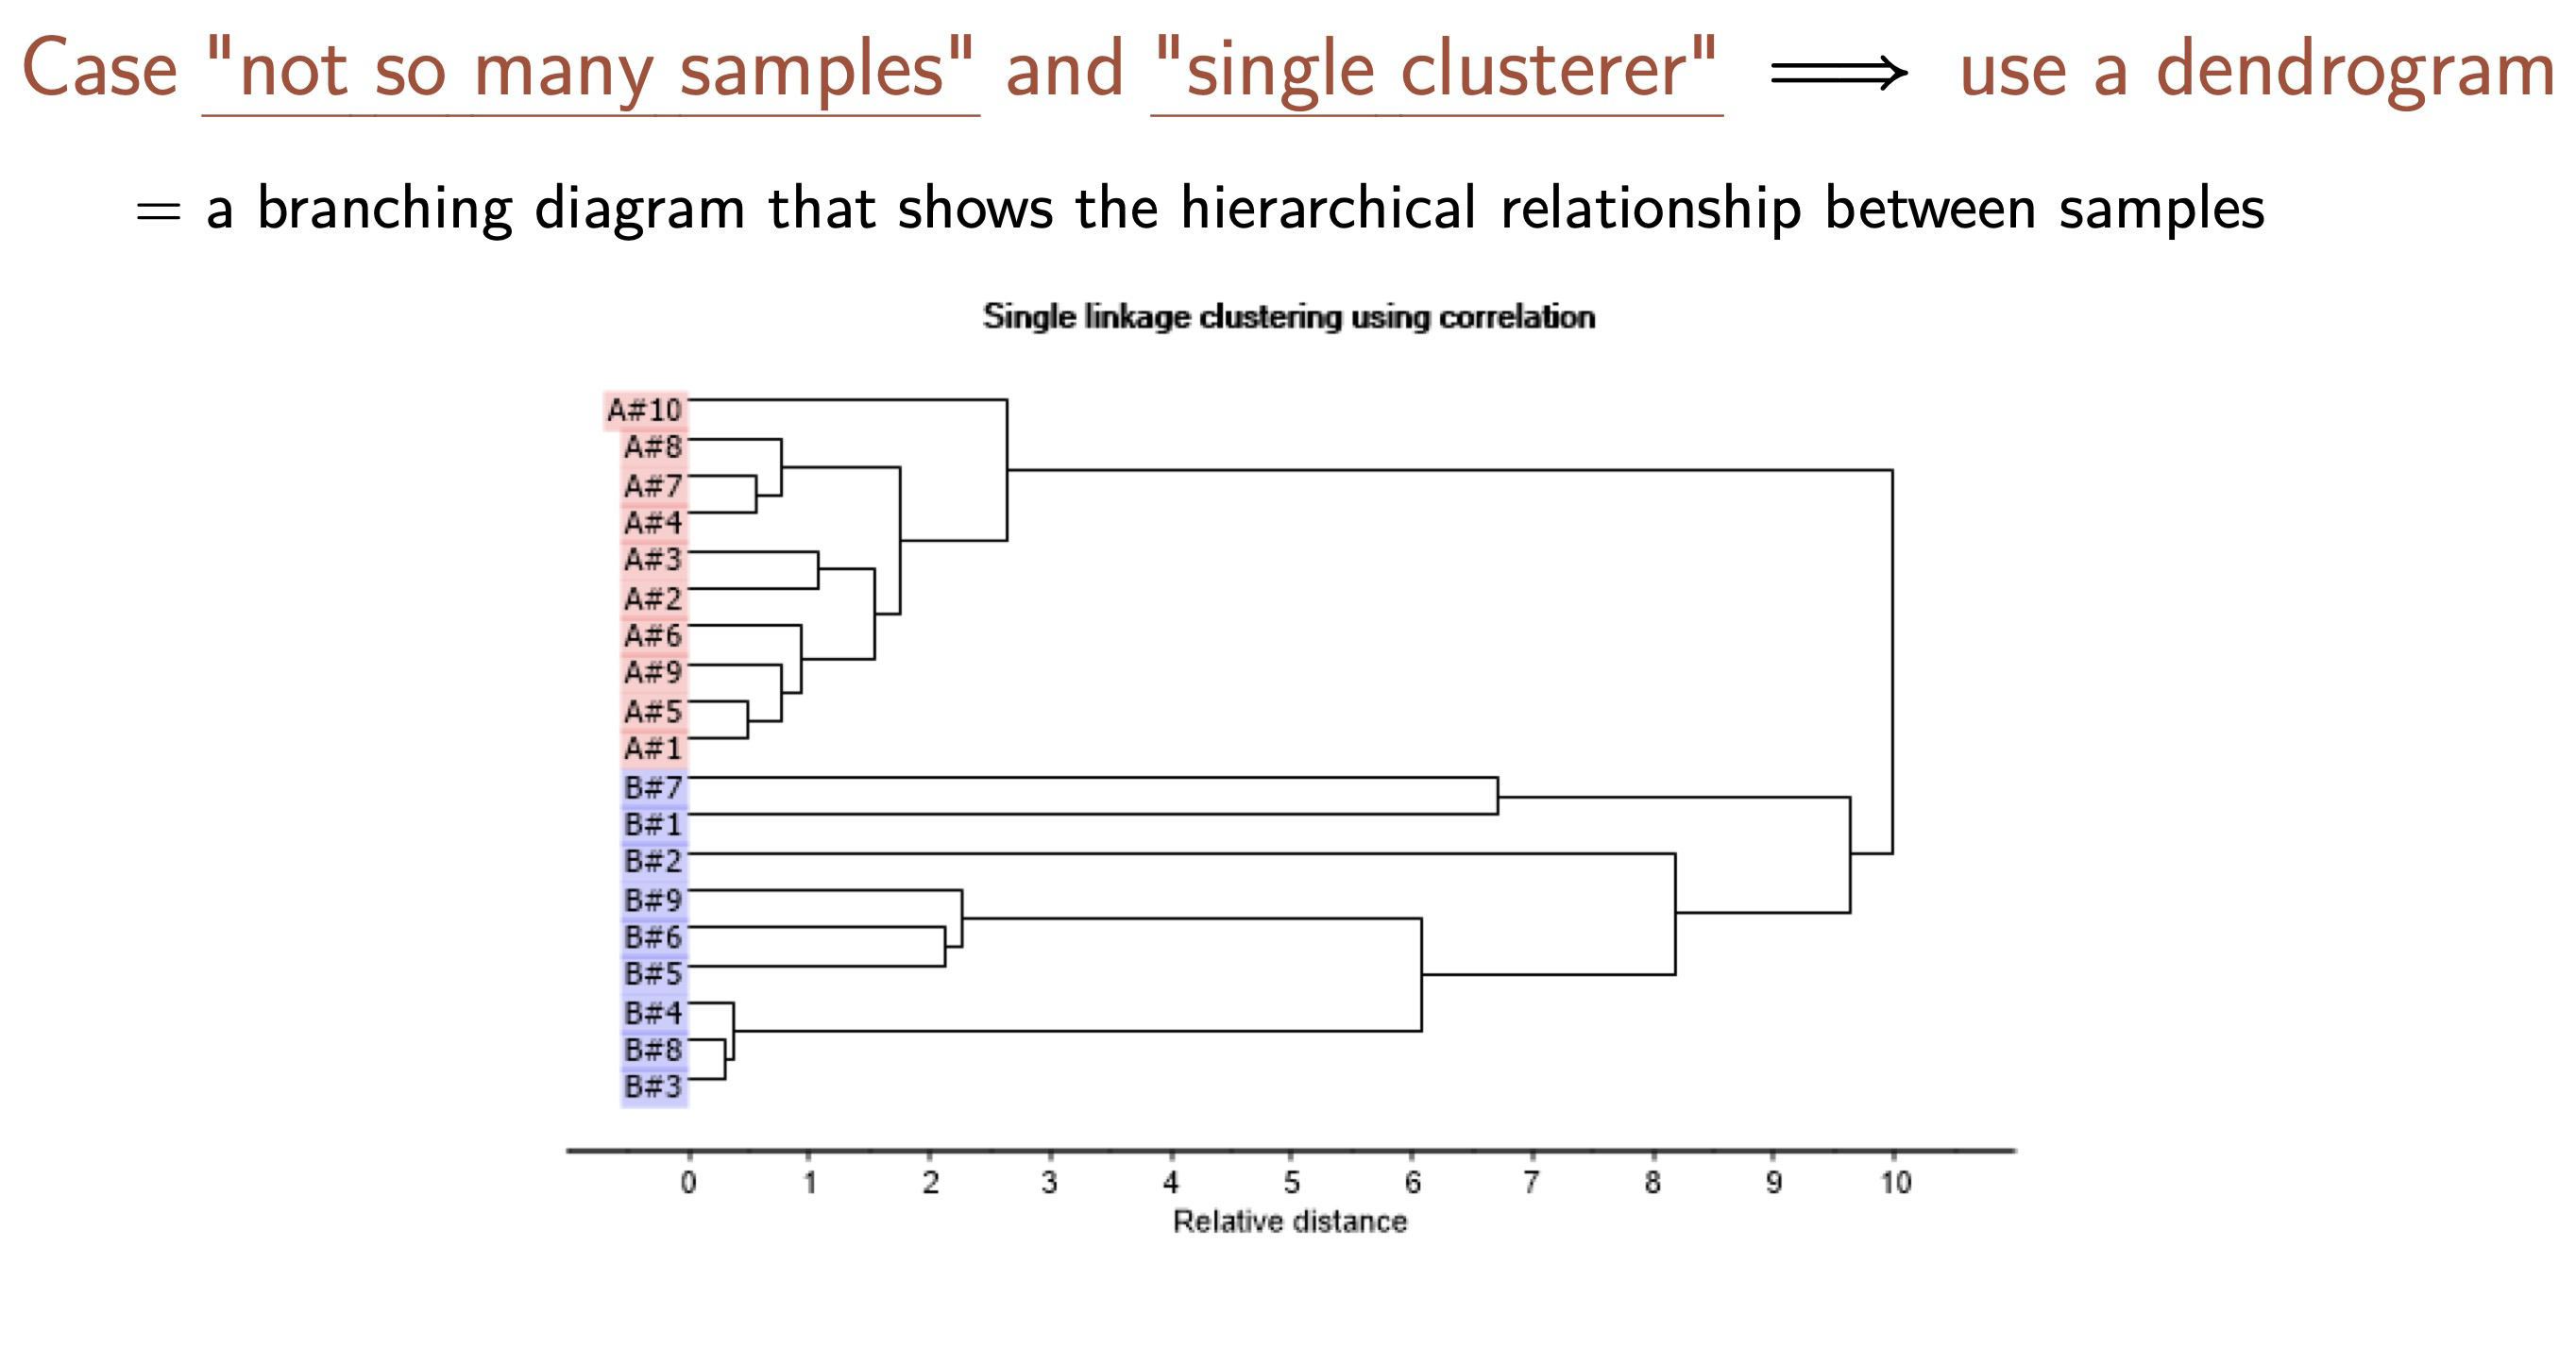 Case "not so many samples" and "single clusterer" ⟹ use a dendrogram
= a branching diagram that shows the hierarchical relationship between samples
Single linkage clustering using correlation
A#10
A#8
A#7
A#4
A#3
A#2
A#6
A#9
A#5
A#1
B#7
B#1
B#2
B#9
B#6
B#5
B#4
B#8
B#3
0 1 2 3 4 5 6 7 8 9 10
Relative distance